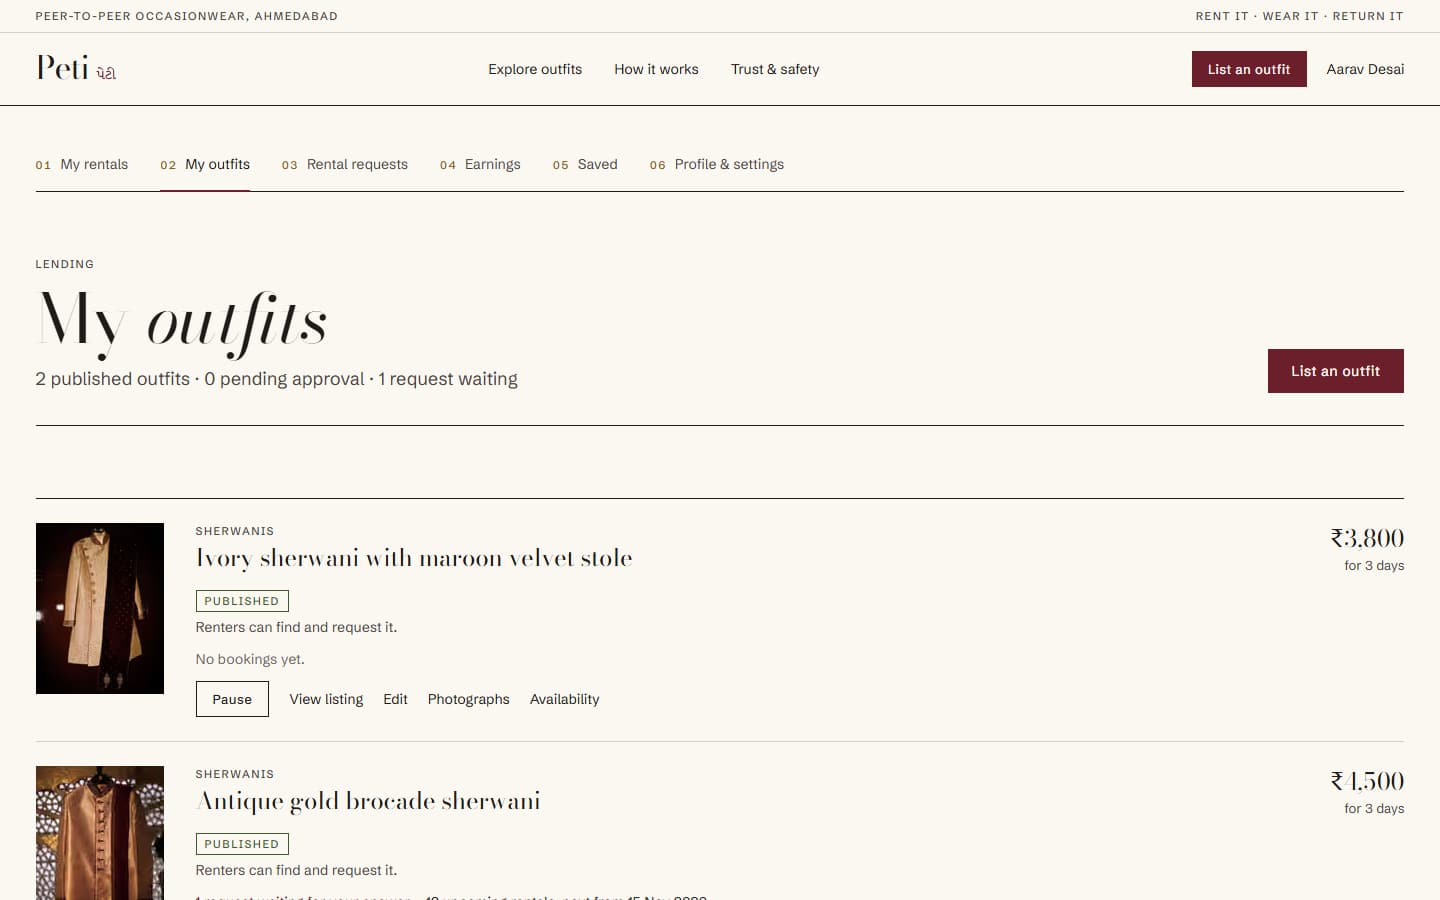 PEER-TO-PEER OCCASIONWEAR, AHMEDABAD
RENT IT · WEAR IT · RETURN IT
Peti પેટી
Explore outfits
How it works
Trust & safety
List an outfit
Aarav Desai
01 My rentals
02 My outfits
03 Rental requests
04 Earnings
05 Saved
06 Profile & settings
LENDING
My outfits
2 published outfits · 0 pending approval · 1 request waiting
List an outfit
SHERWANIS
Ivory sherwani with maroon velvet stole
₹3,800
for 3 days
PUBLISHED
Renters can find and request it.
No bookings yet.
Pause
View listing
Edit
Photographs
Availability
SHERWANIS
Antique gold brocade sherwani
₹4,500
for 3 days
PUBLISHED
Renters can find and request it.